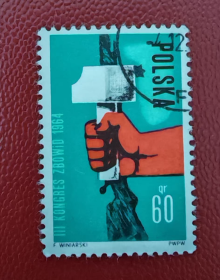 III KONGRES ZBOWID 1964
POLSKA
gr
60
F. WINIARSKI
PWPW